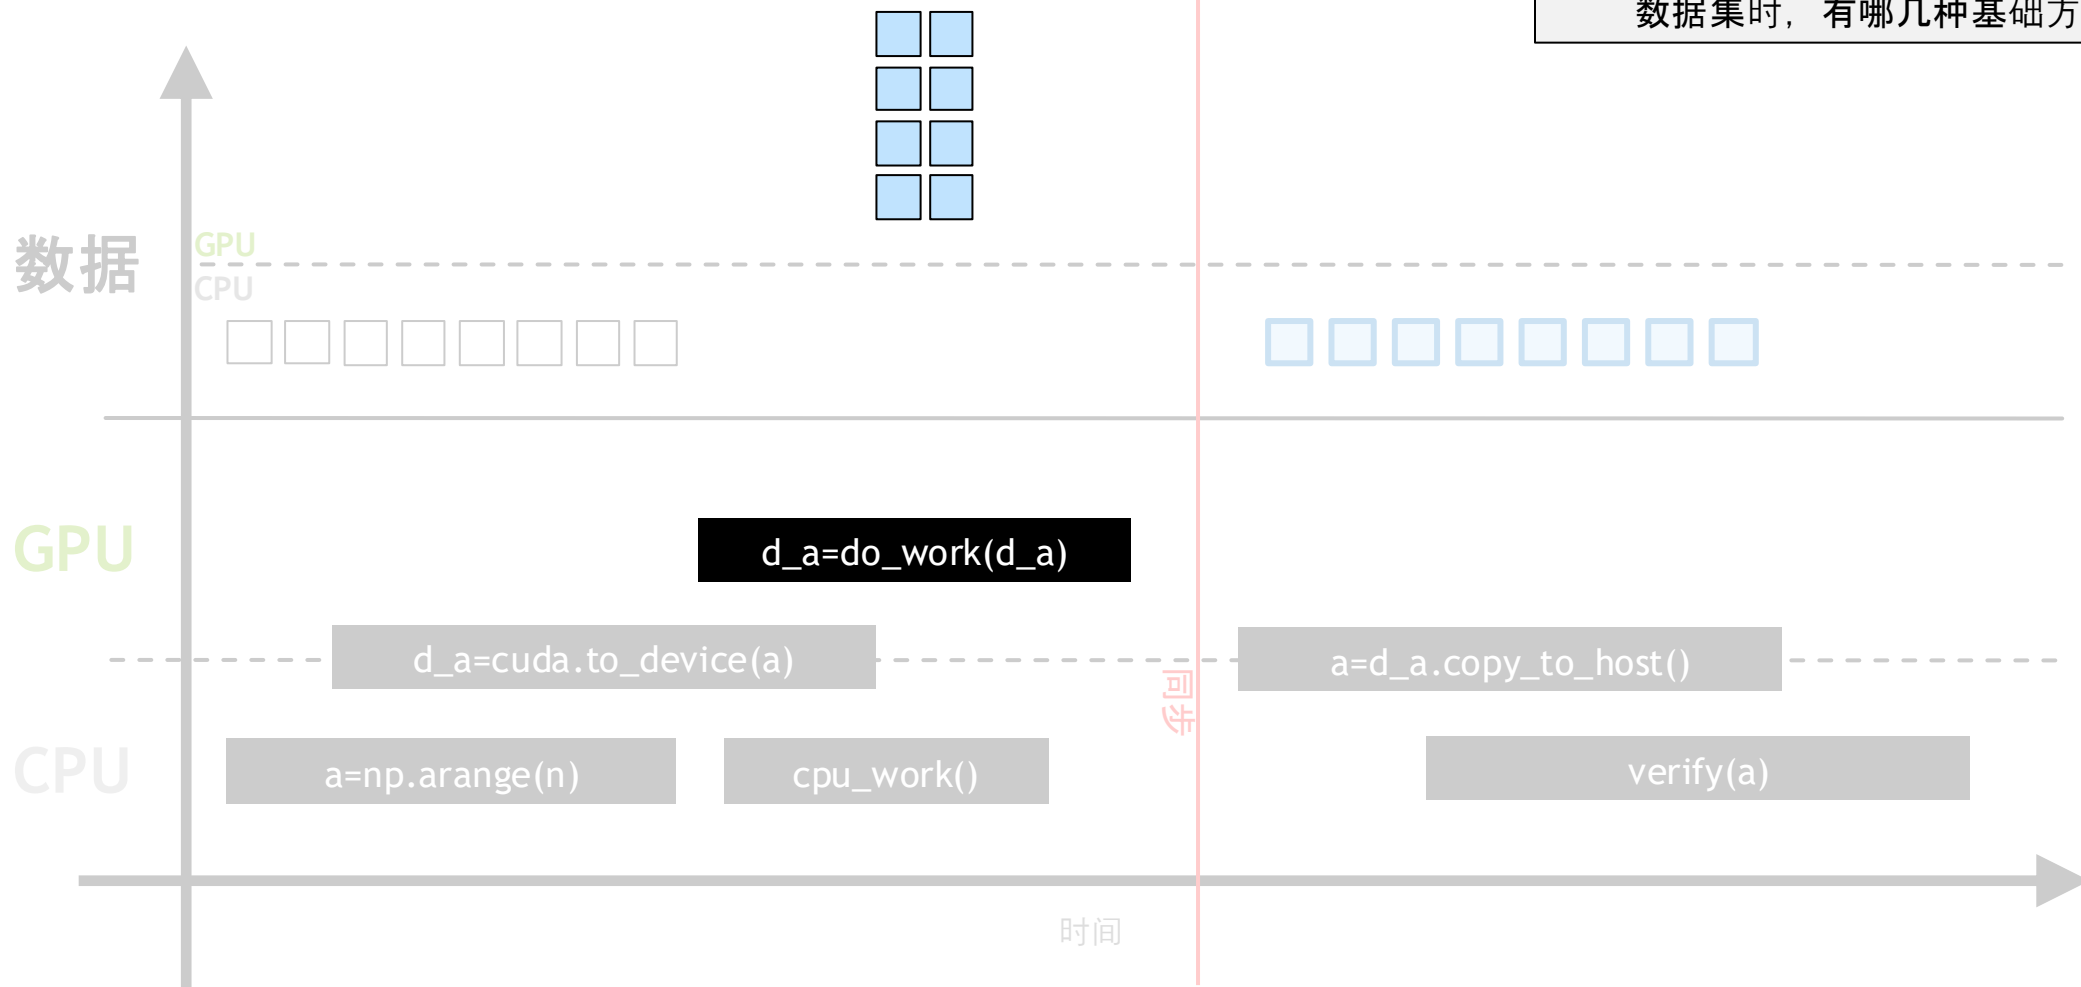 数据集时，有哪几种基础方
数据
GPU
CPU
GPU
d_a=do_work(d_a)
d_a=cuda.to_device(a)
a=d_a.copy_to_host()
同步
CPU
a=np.arange(n)
cpu_work()
verify(a)
时间